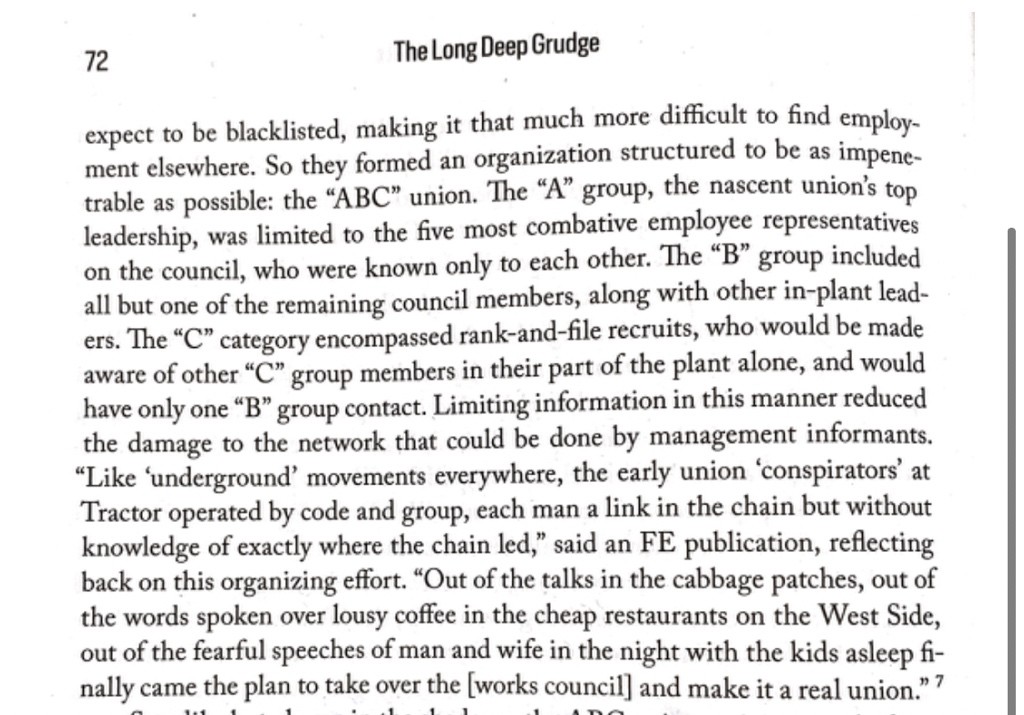 72
The Long Deep Grudge
expect to be blacklisted, making it that much more difficult to find employ-
ment elsewhere. So they formed an organization structured to be as impene-
trable as possible: the “ABC” union. The “A” group, the nascent union’s top
leadership, was limited to the five most combative employee representatives
on the council, who were known only to each other. The “B” group included
all but one of the remaining council members, along with other in-plant lead-
ers. The “C” category encompassed rank-and-file recruits, who would be made
aware of other “C” group members in their part of the plant alone, and would
have only one “B” group contact. Limiting information in this manner reduced
the damage to the network that could be done by management informants.
“Like ‘underground’ movements everywhere, the early union ‘conspirators’ at
Tractor operated by code and group, each man a link in the chain but without
knowledge of exactly where the chain led,” said an FE publication, reflecting
back on this organizing effort. “Out of the talks in the cabbage patches, out of
the words spoken over lousy coffee in the cheap restaurants on the West Side,
out of the fearful speeches of man and wife in the night with the kids asleep fi-
nally came the plan to take over the [works council] and make it a real union.” 7